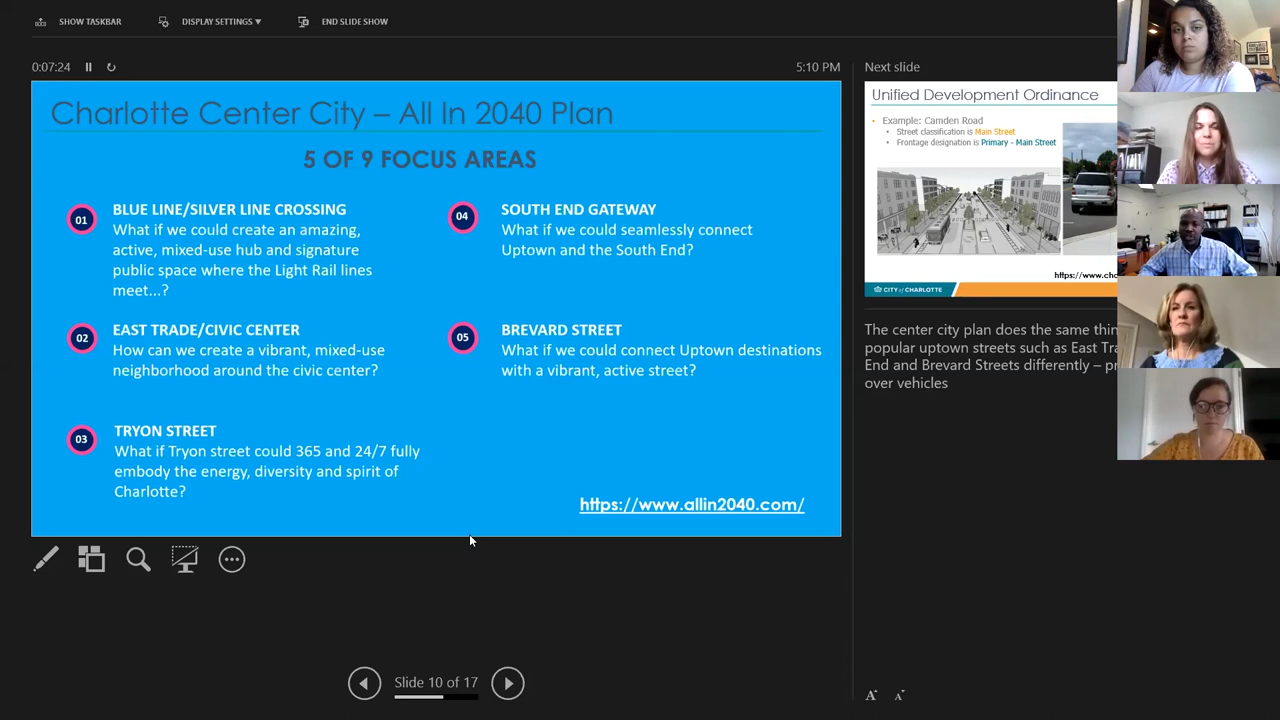 SHOW TASKBAR
DISPLAY SETTINGS
END SLIDE SHOW
0:07:24
5:10 PM
Charlotte Center City – All In 2040 Plan
5 OF 9 FOCUS AREAS
01
BLUE LINE/SILVER LINE CROSSING
What if we could create an amazing,
active, mixed-use hub and signature
public space where the Light Rail lines
meet...?
02
EAST TRADE/CIVIC CENTER
How can we create a vibrant, mixed-use
neighborhood around the civic center?
03
TRYON STREET
What if Tryon street could 365 and 24/7 fully
embody the energy, diversity and spirit of
Charlotte?
04
SOUTH END GATEWAY
What if we could seamlessly connect
Uptown and the South End?
05
BREVARD STREET
What if we could connect Uptown destinations
with a vibrant, active street?
https://www.allin2040.com/
Slide 10 of 17
Next slide
Unified Development Ordinance
Example: Camden Road
Street classification is Main Street
Frontage designation is Primary - Main Street
https://www.cha
CITY of CHARLOTTE
The center city plan does the same thin
popular uptown streets such as East Tra
End and Brevard Streets differently – pr
over vehicles
A A